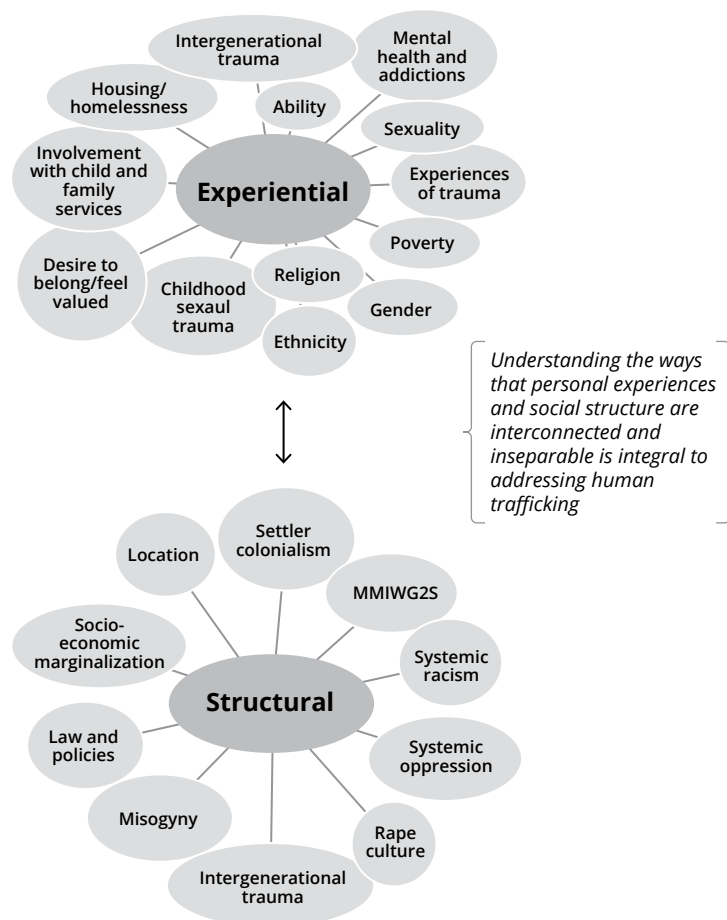 Intergenerational
trauma
Mental
health and
addictions
Housing/
homelessness
Ability
Sexuality
Involvement
with child and
family
services
Experiential
Experiences
of trauma
Poverty
Desire to
belong/feel
valued
Childhood
sexaul
trauma
Religion
Gender
Ethnicity
Understanding the ways
that personal experiences
and social structure are
interconnected and
inseparable is integral to
addressing human
trafficking
Settler
colonialism
Location
MMIWG2S
Socio-
economic
marginalization
Systemic
racism
Structural
Law and
policies
Systemic
oppression
Misogyny
Rape
culture
Intergenerational
trauma